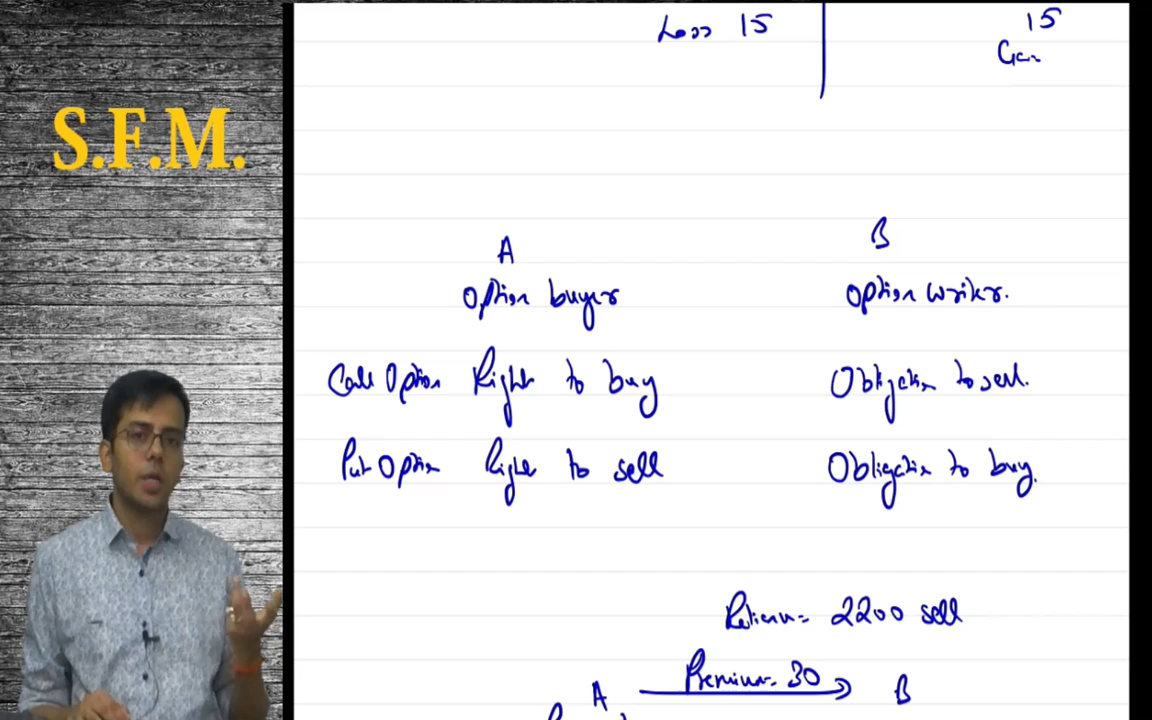 S.F.M.
Loss 15
15
Gain
A
B
Option buyer
Option writer.
Call Option Right to buy
Obligation to sell.
Put Option Right to sell
Obligation to buy.
2200 sell
Premium = 30
A
B